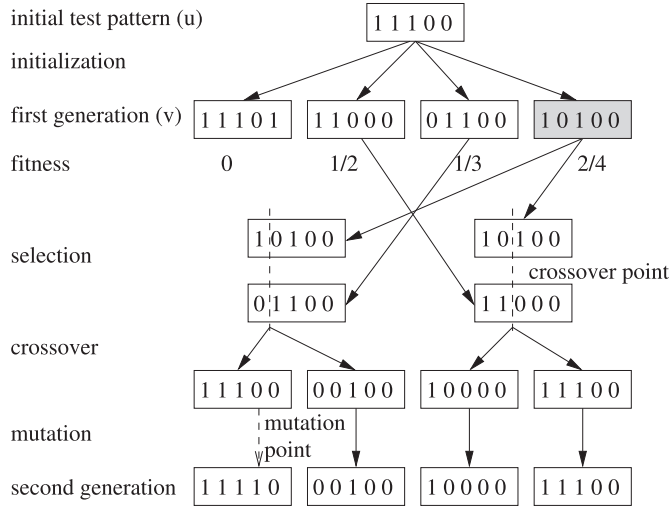 initial test pattern (u)
1 1 1 0 0
initialization
first generation (v)
1 1 1 0 1
1 1 0 0 0
0 1 1 0 0
1 0 1 0 0
fitness
0
1/2
1/3
2/4
selection
1 0 1 0 0
1 0 1 0 0
crossover point
0 1 1 0 0
1 1 0 0 0
crossover
1 1 1 0 0
0 0 1 0 0
1 0 0 0 0
1 1 1 0 0
mutation
mutation
point
second generation
1 1 1 1 0
0 0 1 0 0
1 0 0 0 0
1 1 1 0 0